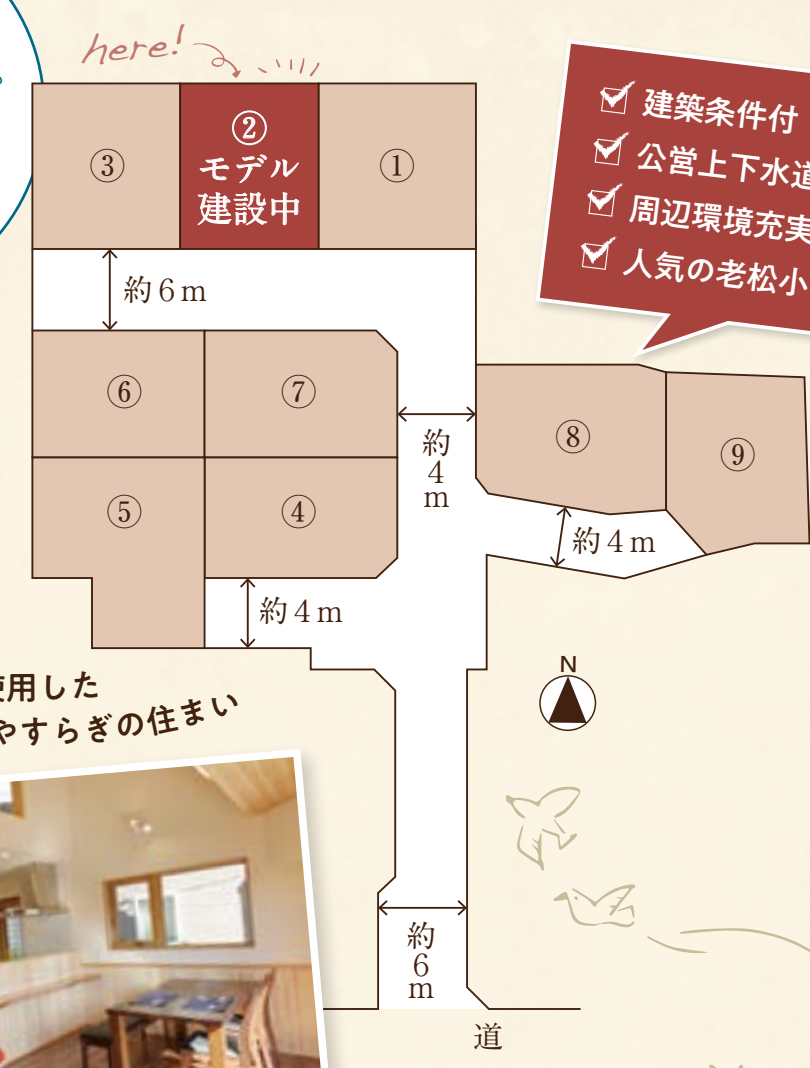 here!
③
②
モデル
建設中
①
建築条件付
公営上下水道
周辺環境充実
人気の老松小
約6m
⑥
⑦
約4m
⑧
⑨
⑤
④
約4m
約4m
N
使用した
やすらぎの住まい
約6m
道